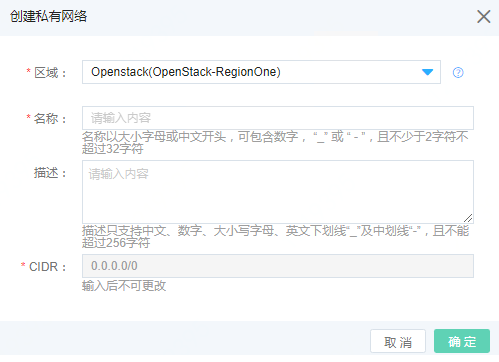 创建私有网络
* 区域： Openstack(OpenStack-RegionOne)
* 名称： 请输入内容
名称以大小字母或中文开头，可包含数字， “_” 或 “ - ”，且不少于2字符不
超过32字符
描述： 请输入内容
描述只支持中文、数字、大小写字母、英文下划线“_”及中划线“-”，且不能
超过256字符
* CIDR： 0.0.0.0/0
输入后不可更改
取 消 确 定